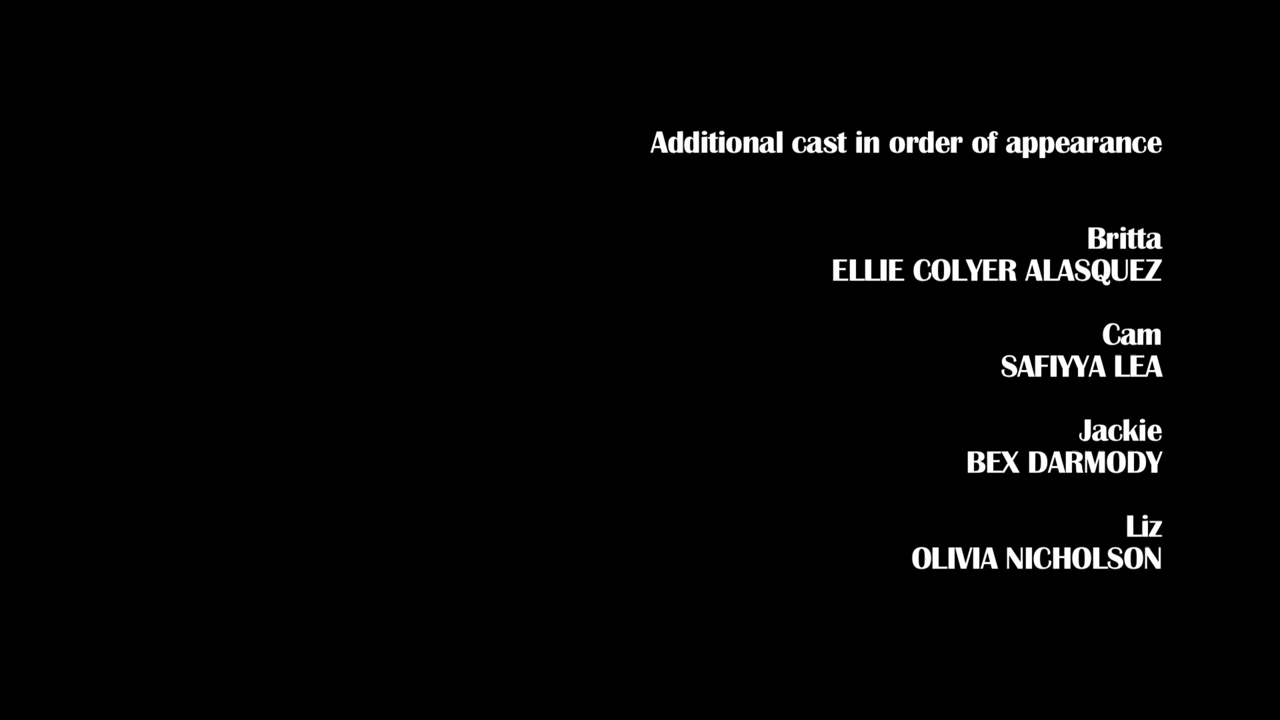 Additional cast in order of appearance
Britta
ELLIE COLYER ALASQUEZ
Cam
SAFIYYA LEA
Jackie
BEX DARMODY
Liz
OLIVIA NICHOLSON